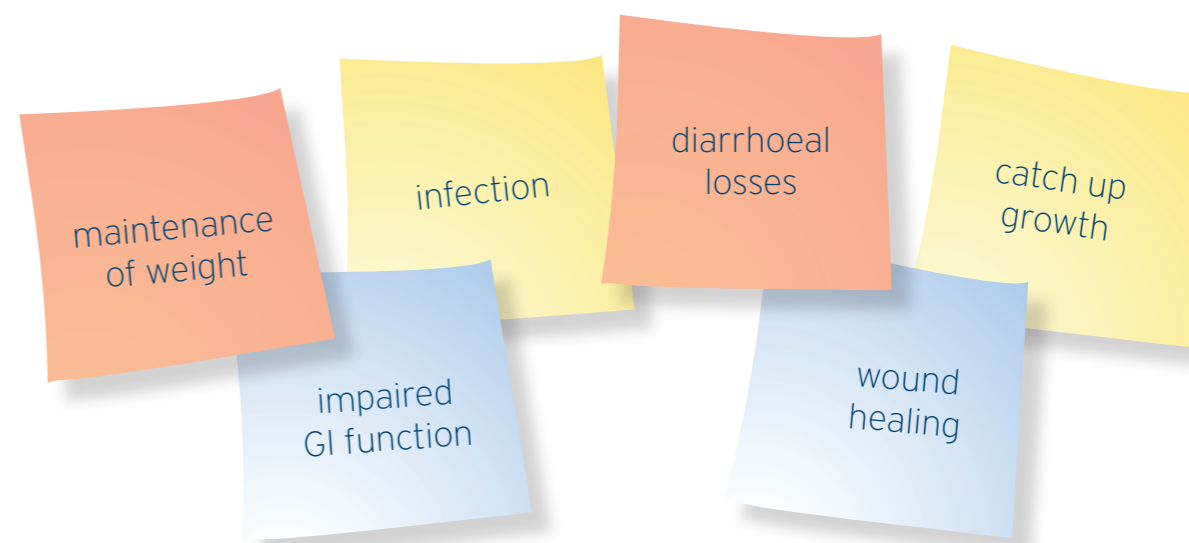 maintenance
of weight
infection
diarrhoeal
losses
catch up
growth
impaired
GI function
wound
healing